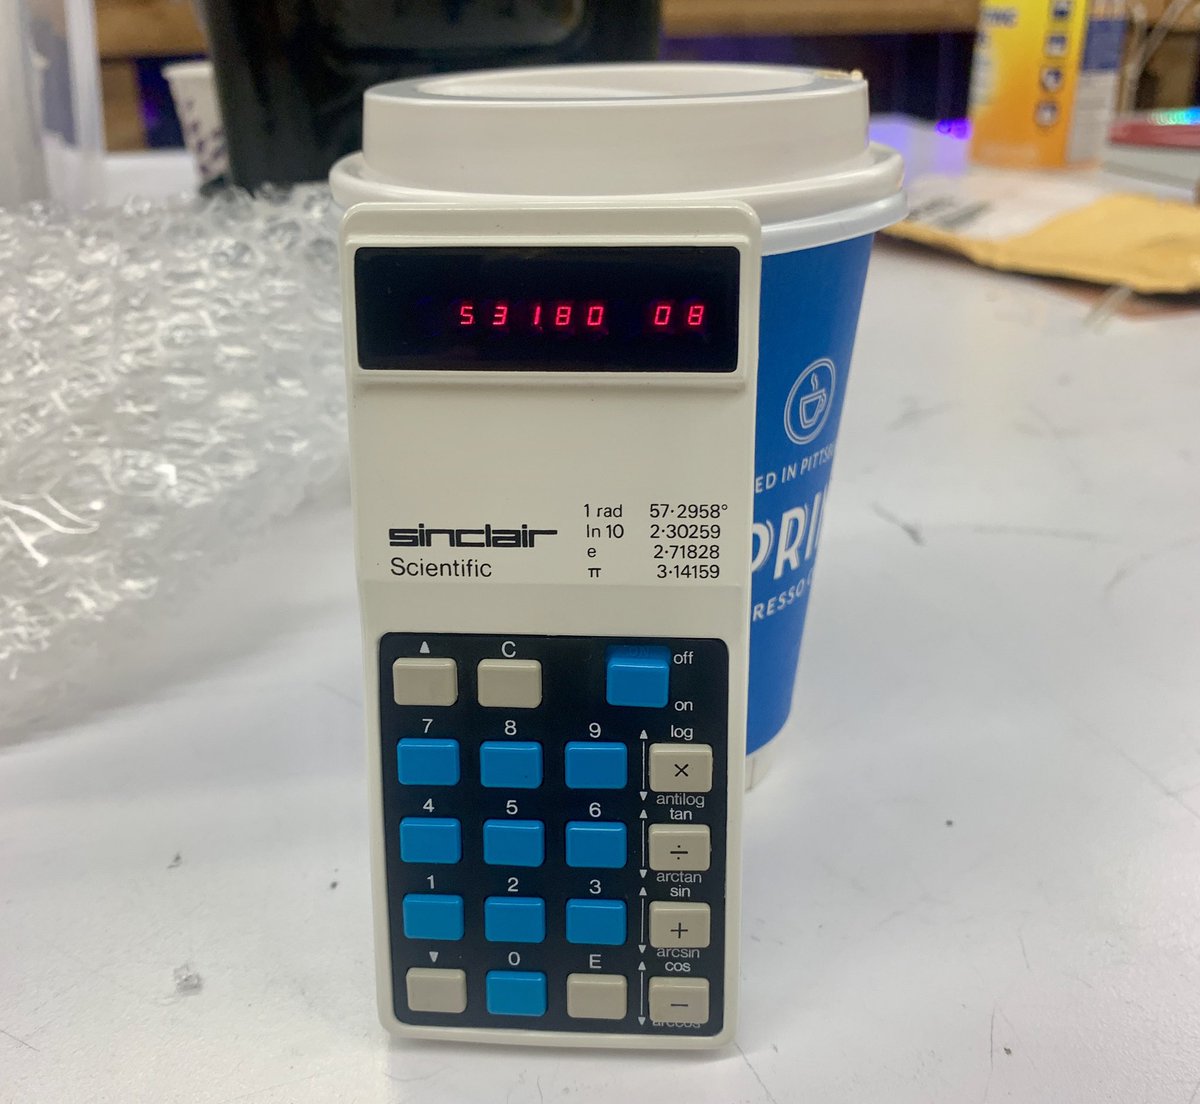 53180 08
1 rad 57·2958°
ln 10 2·30259
e 2·71828
π 3·14159
sinclair
Scientific
▲ C off
on
7 8 9 log
×
antilog
4 5 6 tan
÷
arctan
1 2 3 sin
+
arcsin
▼ 0 E cos
−
arccos
ED IN PITTS
PRI
RESSO